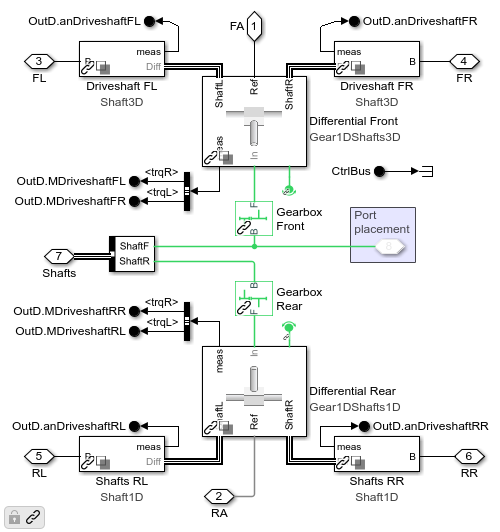 OutD.anDriveshaftFL
FA
1
OutD.anDriveshaftFR
3
FL
meas
Diff
Driveshaft FL
Shaft3D
meas
B
Driveshaft FR
Shaft3D
4
FR
ShaftL
Ref
ShaftR
meas
In
Differential Front
Gear1DShafts3D
<trqR>
OutD.MDriveshaftFL
OutD.MDriveshaftFR
<trqL>
CtrlBus
F
B
Gearbox
Front
Port
placement
8
7
Shafts
ShaftF
ShaftR
B
F
Gearbox
Rear
<trqR>
OutD.MDriveshaftRR
<trqL>
OutD.MDriveshaftRL
meas
In
ShaftL
Ref
ShaftR
Differential Rear
Gear1DShafts1D
OutD.anDriveshaftRL
OutD.anDriveshaftRR
5
RL
meas
Diff
Shafts RL
Shaft1D
2
RA
meas
B
Shafts RR
Shaft1D
6
RR